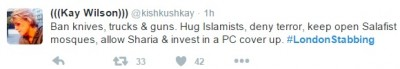 (((Kay Wilson))) @kishkushkay · 1h
Ban knives, trucks & guns. Hug Islamists, deny terror, keep open Salafist
mosques, allow Sharia & invest in a PC cover up. #LondonStabbing
33 42